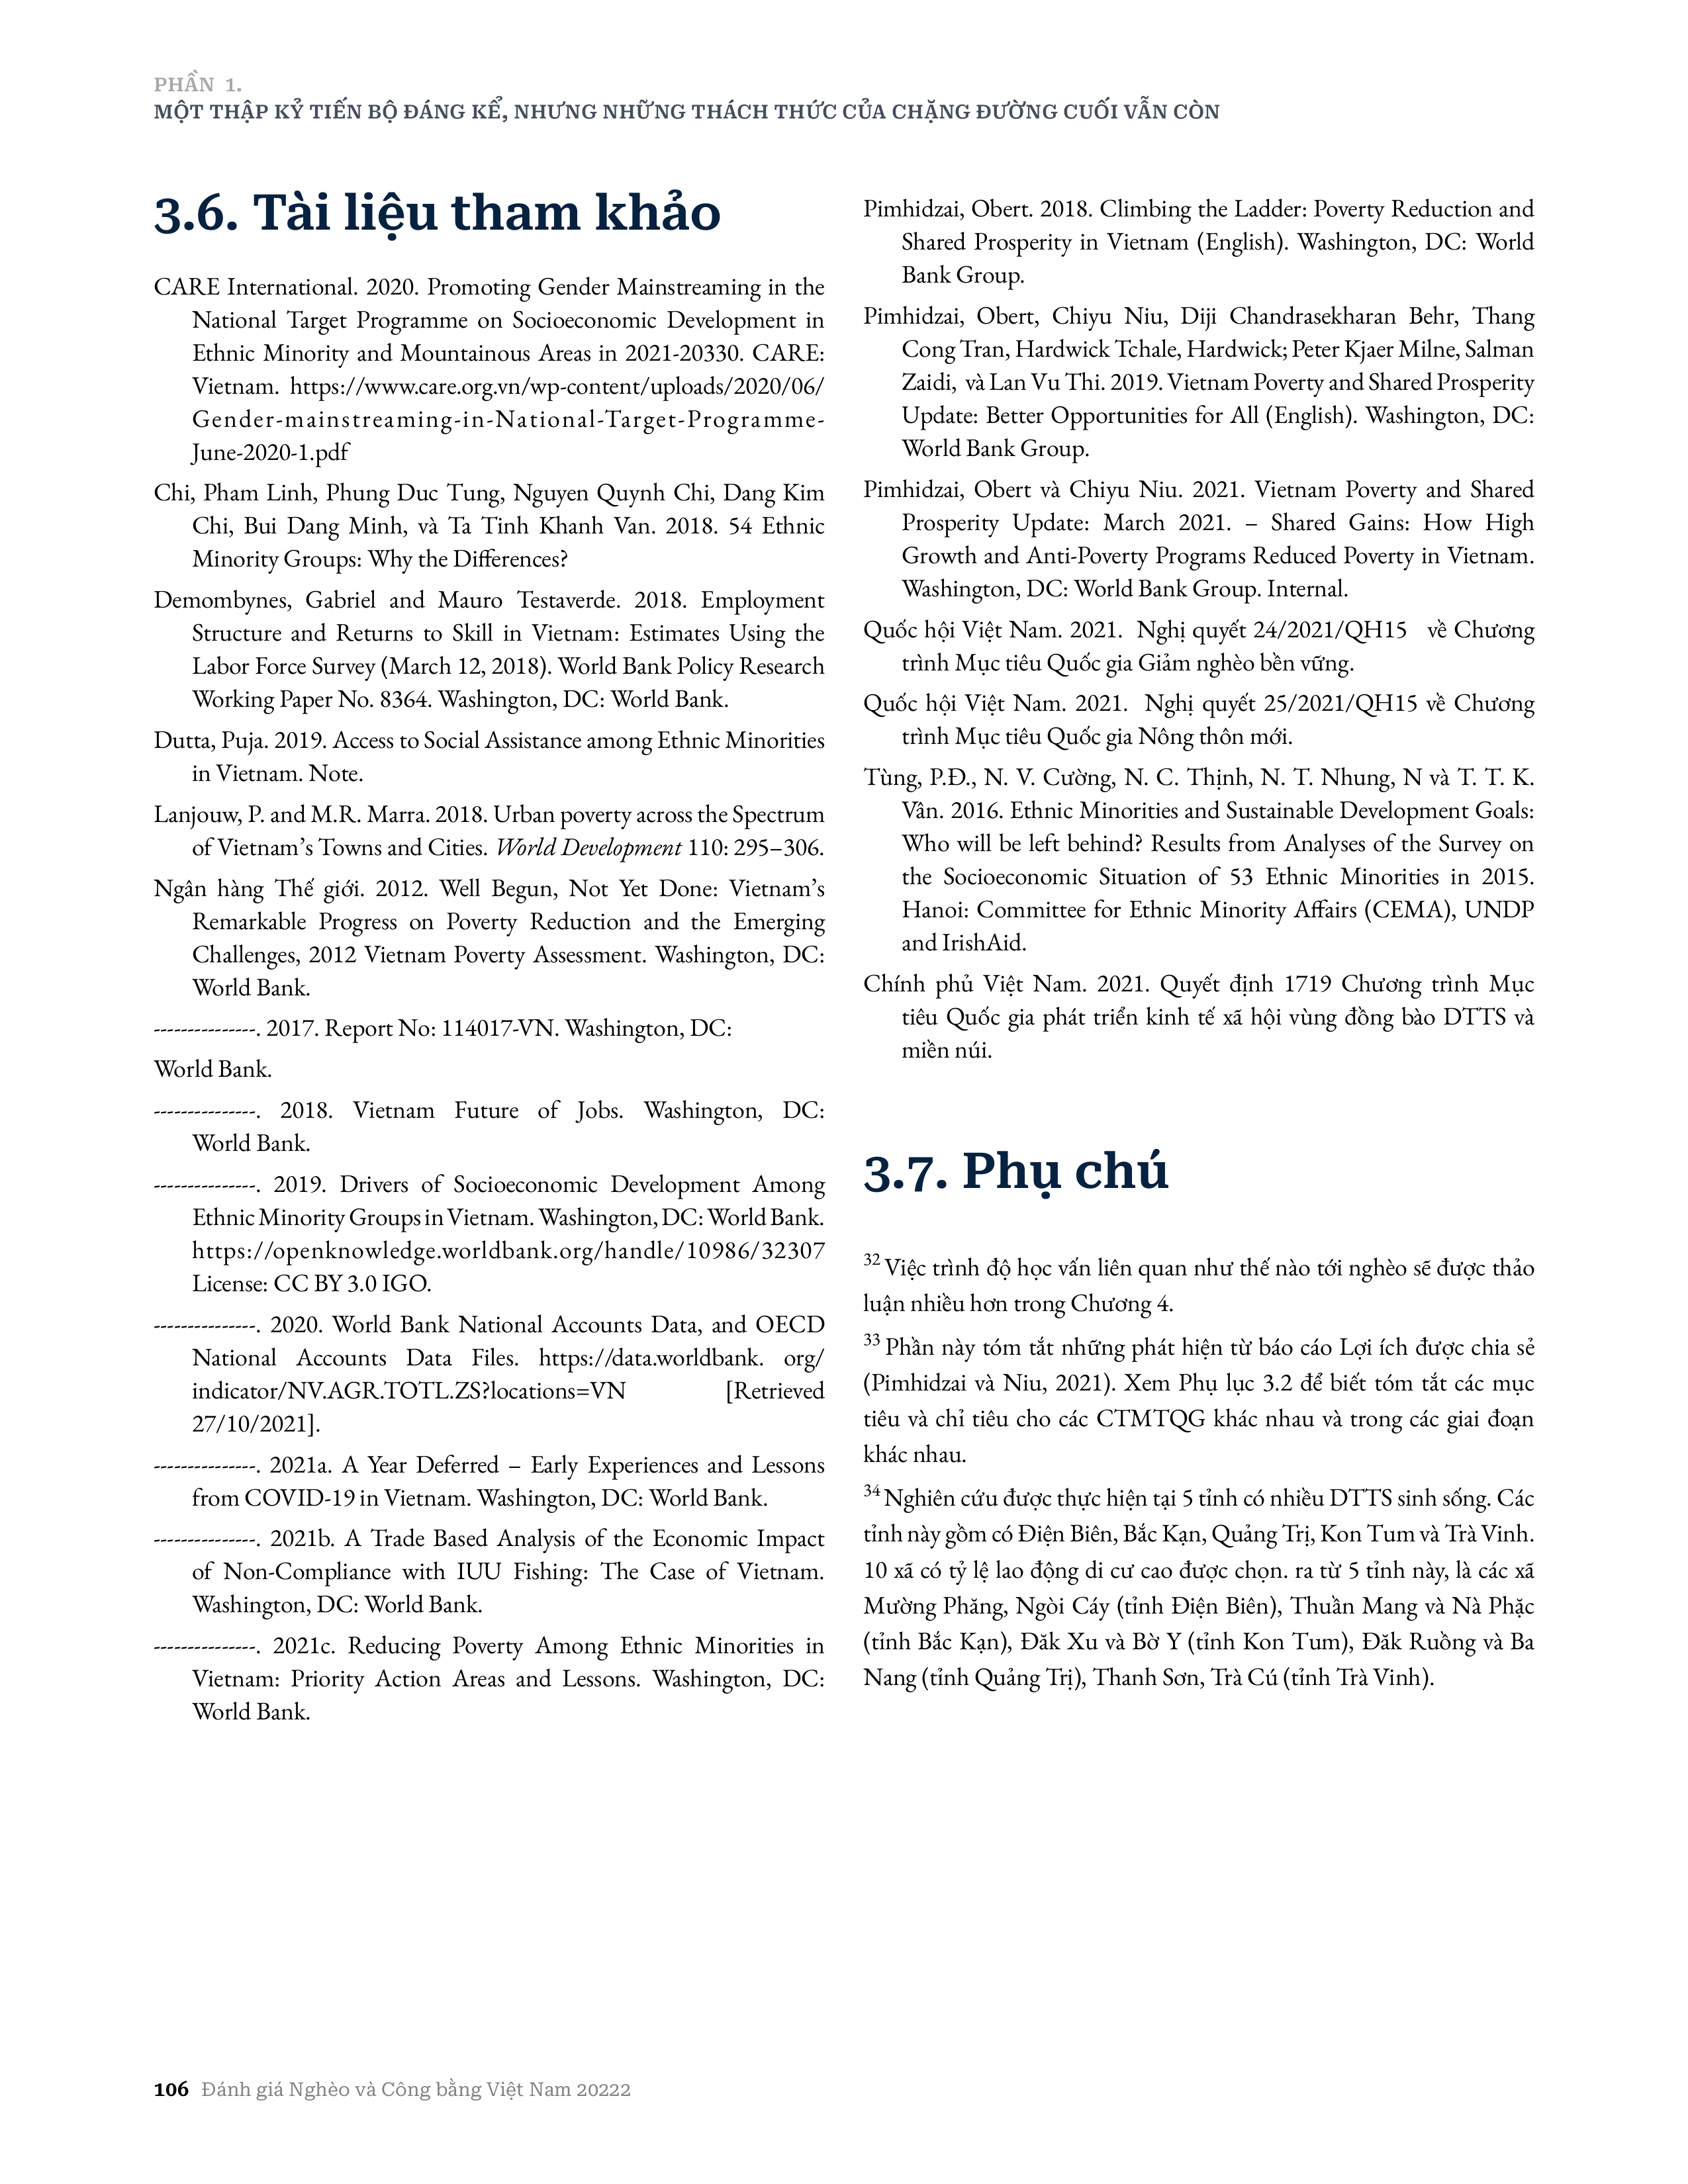 PHẦN 1.
MỘT THẬP KỶ TIẾN BỘ ĐÁNG KỂ, NHƯNG NHỮNG THÁCH THỨC CỦA CHẶNG ĐƯỜNG CUỐI VẪN CÒN
3.6. Tài liệu tham khảo
CARE International. 2020. Promoting Gender Mainstreaming in the
National Target Programme on Socioeconomic Development in
Ethnic Minority and Mountainous Areas in 2021-20330. CARE:
Vietnam. https://www.care.org.vn/wp-content/uploads/2020/06/
Gender-mainstreaming-in-National-Target-Programme-
June-2020-1.pdf
Chi, Pham Linh, Phung Duc Tung, Nguyen Quynh Chi, Dang Kim
Chi, Bui Dang Minh, và Ta Tinh Khanh Van. 2018. 54 Ethnic
Minority Groups: Why the Differences?
Demombynes, Gabriel and Mauro Testaverde. 2018. Employment
Structure and Returns to Skill in Vietnam: Estimates Using the
Labor Force Survey (March 12, 2018). World Bank Policy Research
Working Paper No. 8364. Washington, DC: World Bank.
Dutta, Puja. 2019. Access to Social Assistance among Ethnic Minorities
in Vietnam. Note.
Lanjouw, P. and M.R. Marra. 2018. Urban poverty across the Spectrum
of Vietnam’s Towns and Cities. World Development 110: 295–306.
Ngân hàng Thế giới. 2012. Well Begun, Not Yet Done: Vietnam’s
Remarkable Progress on Poverty Reduction and the Emerging
Challenges, 2012 Vietnam Poverty Assessment. Washington, DC:
World Bank.
---------------. 2017. Report No: 114017-VN. Washington, DC:
World Bank.
---------------. 2018. Vietnam Future of Jobs. Washington, DC:
World Bank.
---------------. 2019. Drivers of Socioeconomic Development Among
Ethnic Minority Groups in Vietnam. Washington, DC: World Bank.
https://openknowledge.worldbank.org/handle/10986/32307
License: CC BY 3.0 IGO.
---------------. 2020. World Bank National Accounts Data, and OECD
National Accounts Data Files. https://data.worldbank. org/
indicator/NV.AGR.TOTL.ZS?locations=VN [Retrieved
27/10/2021].
---------------. 2021a. A Year Deferred – Early Experiences and Lessons
from COVID-19 in Vietnam. Washington, DC: World Bank.
---------------. 2021b. A Trade Based Analysis of the Economic Impact
of Non-Compliance with IUU Fishing: The Case of Vietnam.
Washington, DC: World Bank.
---------------. 2021c. Reducing Poverty Among Ethnic Minorities in
Vietnam: Priority Action Areas and Lessons. Washington, DC:
World Bank.
Pimhidzai, Obert. 2018. Climbing the Ladder: Poverty Reduction and
Shared Prosperity in Vietnam (English). Washington, DC: World
Bank Group.
Pimhidzai, Obert, Chiyu Niu, Diji Chandrasekharan Behr, Thang
Cong Tran, Hardwick Tchale, Hardwick; Peter Kjaer Milne, Salman
Zaidi, và Lan Vu Thi. 2019. Vietnam Poverty and Shared Prosperity
Update: Better Opportunities for All (English). Washington, DC:
World Bank Group.
Pimhidzai, Obert và Chiyu Niu. 2021. Vietnam Poverty and Shared
Prosperity Update: March 2021. – Shared Gains: How High
Growth and Anti-Poverty Programs Reduced Poverty in Vietnam.
Washington, DC: World Bank Group. Internal.
Quốc hội Việt Nam. 2021. Nghị quyết 24/2021/QH15 về Chương
trình Mục tiêu Quốc gia Giảm nghèo bền vững.
Quốc hội Việt Nam. 2021. Nghị quyết 25/2021/QH15 về Chương
trình Mục tiêu Quốc gia Nông thôn mới.
Tùng, P.Đ., N. V. Cường, N. C. Thịnh, N. T. Nhung, N và T. T. K.
Vân. 2016. Ethnic Minorities and Sustainable Development Goals:
Who will be left behind? Results from Analyses of the Survey on
the Socioeconomic Situation of 53 Ethnic Minorities in 2015.
Hanoi: Committee for Ethnic Minority Affairs (CEMA), UNDP
and IrishAid.
Chính phủ Việt Nam. 2021. Quyết định 1719 Chương trình Mục
tiêu Quốc gia phát triển kinh tế xã hội vùng đồng bào DTTS và
miền núi.
3.7. Phụ chú
32 Việc trình độ học vấn liên quan như thế nào tới nghèo sẽ được thảo
luận nhiều hơn trong Chương 4.
33 Phần này tóm tắt những phát hiện từ báo cáo Lợi ích được chia sẻ
(Pimhidzai và Niu, 2021). Xem Phụ lục 3.2 để biết tóm tắt các mục
tiêu và chỉ tiêu cho các CTMTQG khác nhau và trong các giai đoạn
khác nhau.
34 Nghiên cứu được thực hiện tại 5 tỉnh có nhiều DTTS sinh sống. Các
tỉnh này gồm có Điện Biên, Bắc Kạn, Quảng Trị, Kon Tum và Trà Vinh.
10 xã có tỷ lệ lao động di cư cao được chọn. ra từ 5 tỉnh này, là các xã
Mường Phăng, Ngòi Cáy (tỉnh Điện Biên), Thuần Mang và Nà Phặc
(tỉnh Bắc Kạn), Đăk Xu và Bờ Y (tỉnh Kon Tum), Đăk Ruồng và Ba
Nang (tỉnh Quảng Trị), Thanh Sơn, Trà Cú (tỉnh Trà Vinh).
106 Đánh giá Nghèo và Công bằng Việt Nam 20222